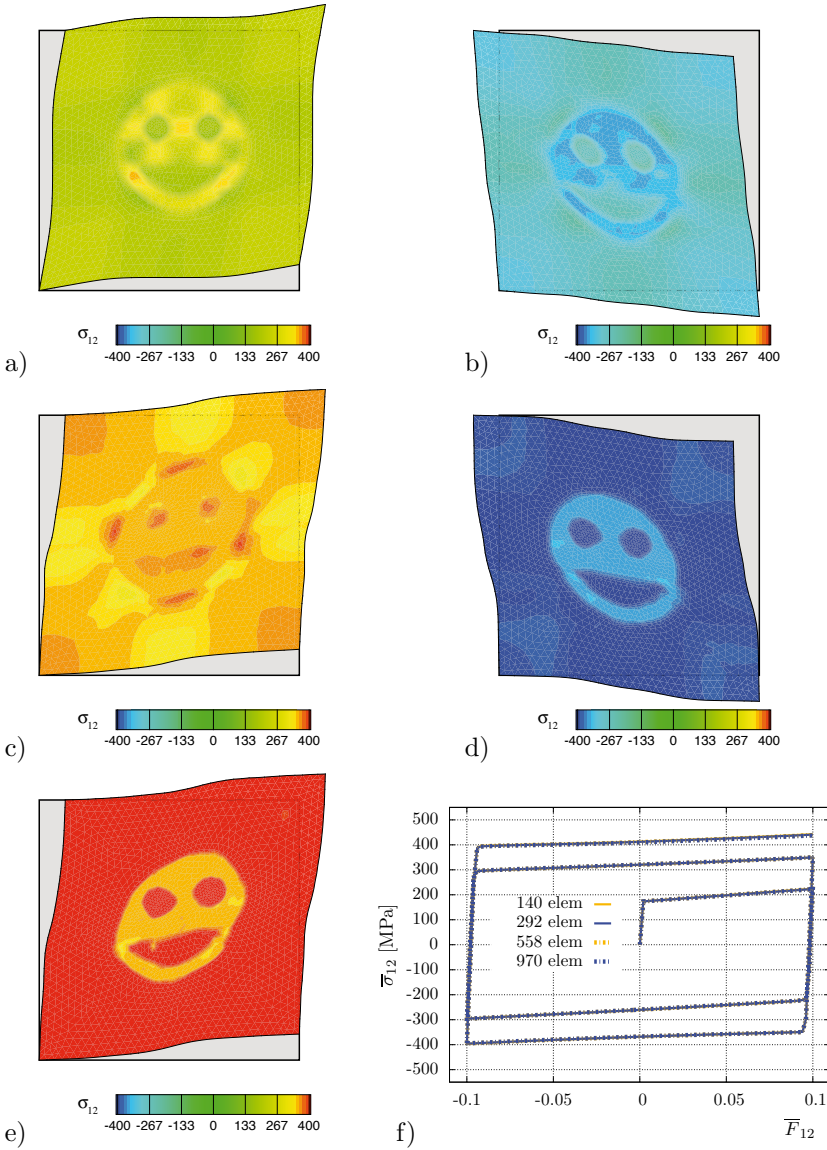 σ12
-400 -267 -133 0 133 267 400
a)
σ12
-400 -267 -133 0 133 267 400
b)
σ12
-400 -267 -133 0 133 267 400
c)
σ12
-400 -267 -133 0 133 267 400
d)
σ12
-400 -267 -133 0 133 267 400
e)
500
400
300
200
100
0
-100
-200
-300
-400
-500
σ̅12 [MPa]
140 elem
292 elem
558 elem
970 elem
-0.1 -0.05 0 0.05 0.1
F̅12
f)